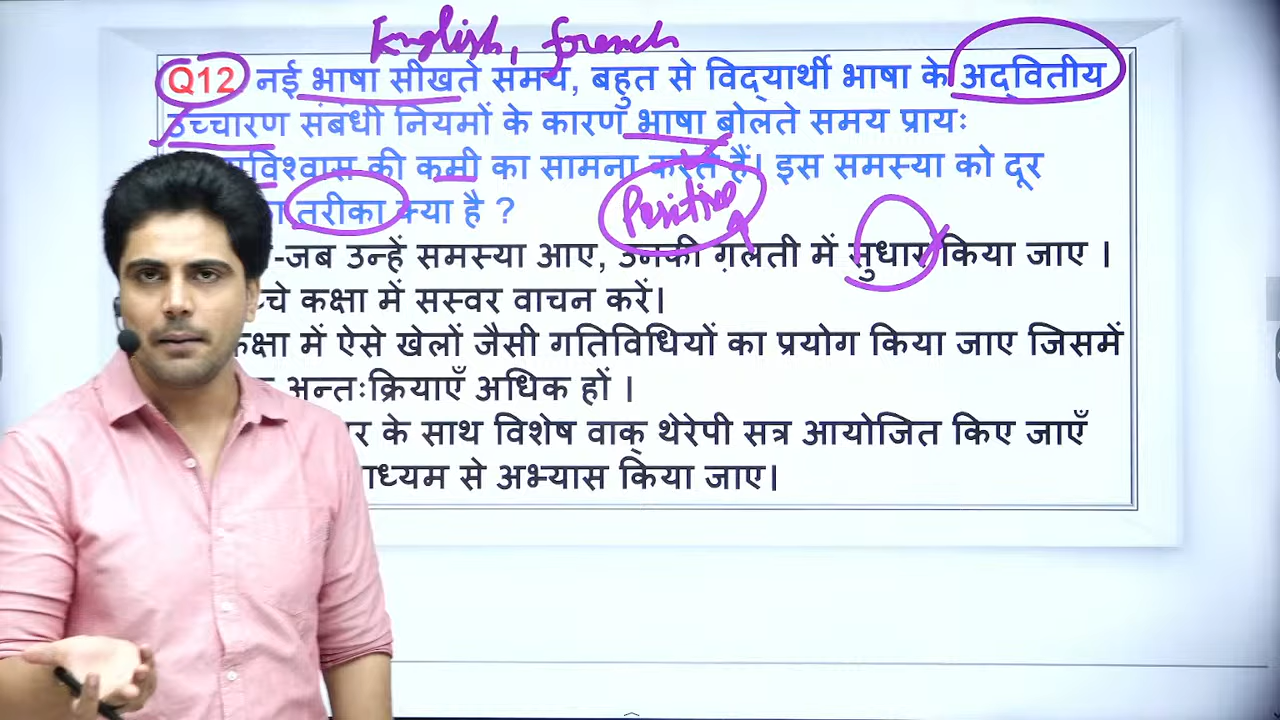 English, french
Q12 नई भाषा सीखते समय, बहुत से विद्यार्थी भाषा के अद्वितीय
उच्चारण संबंधी नियमों के कारण भाषा बोलते समय प्रायः
की कमी का सामना करते हैं। इस समस्या को दूर
तरीका क्या है ?
Positive
-जब उन्हें समस्या आए, उनकी ग़लती में सुधार किया जाए ।
कक्षा में सस्वर वाचन करें।
कक्षा में ऐसे खेलों जैसी गतिविधियों का प्रयोग किया जाए जिसमें
अन्तःक्रियाएँ अधिक हों ।
के साथ विशेष वाक् थेरेपी सत्र आयोजित किए जाएँ
से अभ्यास किया जाए।